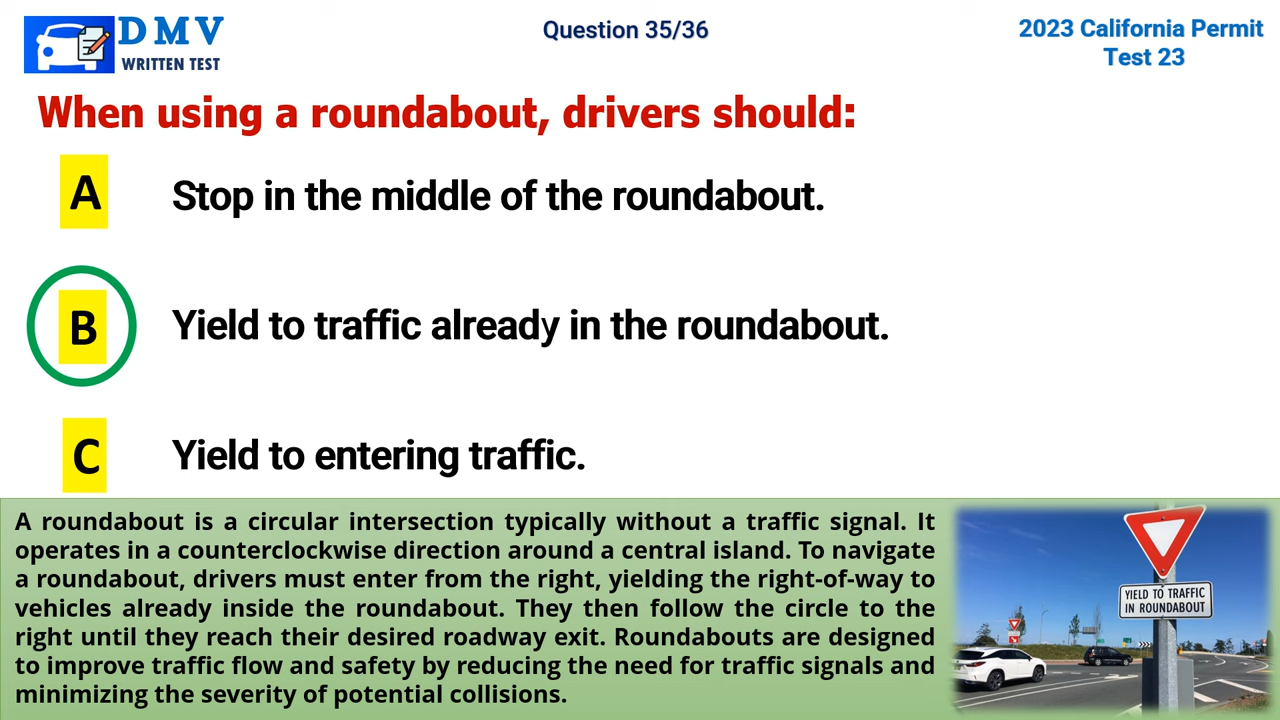 DMV
WRITTEN TEST
Question 35/36
2023 California Permit
Test 23
When using a roundabout, drivers should:
A Stop in the middle of the roundabout.
B Yield to traffic already in the roundabout.
C Yield to entering traffic.
A roundabout is a circular intersection typically without a traffic signal. It
operates in a counterclockwise direction around a central island. To navigate
a roundabout, drivers must enter from the right, yielding the right-of-way to
vehicles already inside the roundabout. They then follow the circle to the
right until they reach their desired roadway exit. Roundabouts are designed
to improve traffic flow and safety by reducing the need for traffic signals and
minimizing the severity of potential collisions.
YIELD TO TRAFFIC
IN ROUNDABOUT